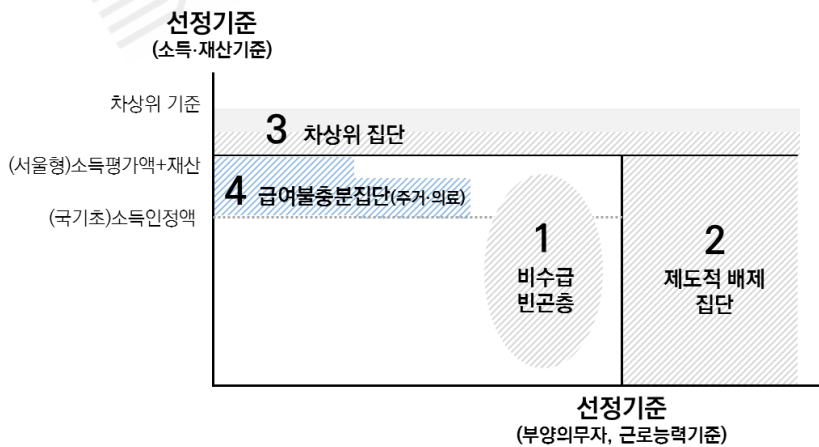 선정기준
(소득·재산기준)
차상위 기준
3 차상위 집단
(서울형)소득평가액+재산
4 급여불충분집단(주거·의료)
(국기초)소득인정액
1
비수급
빈곤층
2
제도적 배제
집단
선정기준
(부양의무자, 근로능력기준)